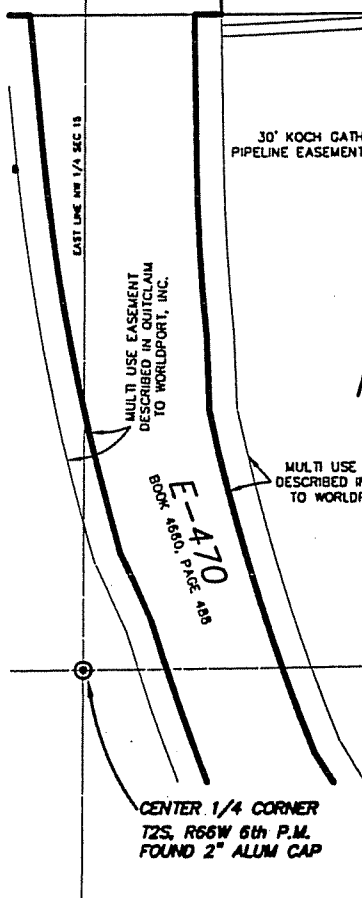 30' KOCH GATH
PIPELINE EASEMENT
EAST LINE NW 1/4 SEC 15
MULTI USE EASEMENT
DESCRIBED IN QUITCLAIM
TO WORLDPORT, INC.
MULTI USE
DESCRIBED IN
TO WORLDP
E-470
BOOK 4660, PAGE 488
CENTER 1/4 CORNER
T2S, R66W 6th P.M.
FOUND 2" ALUM CAP